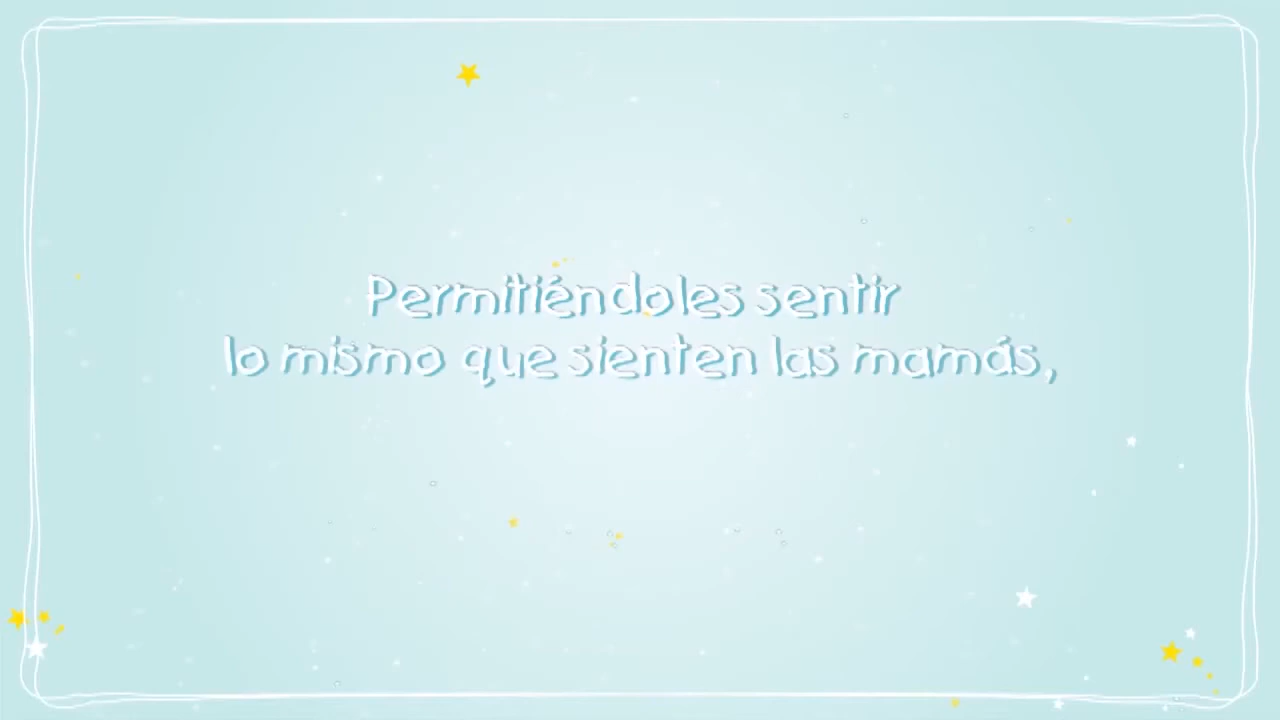 Permitiéndoles sentir
lo mismo que sienten las mamás,